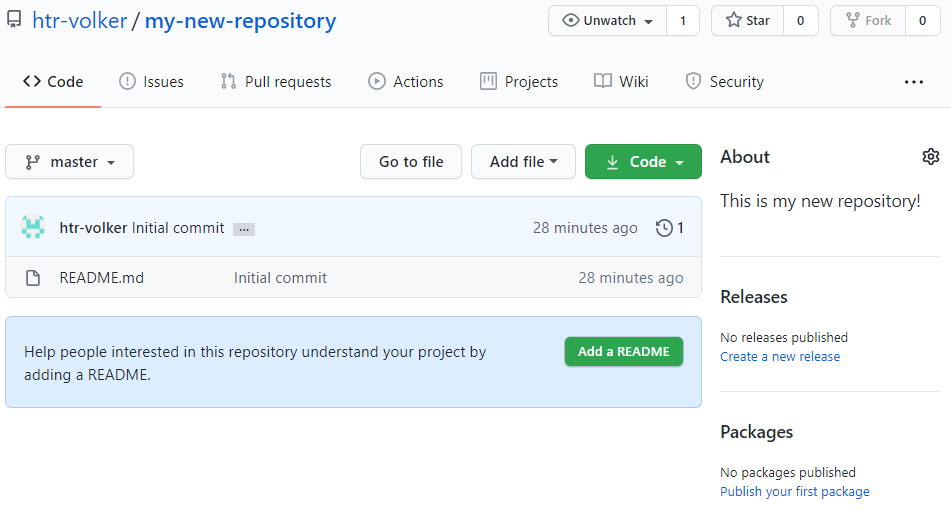 htr-volker / my-new-repository
Unwatch 1 Star 0 Fork 0
Code Issues Pull requests Actions Projects Wiki Security ...
master Go to file Add file Code
htr-volker Initial commit ... 28 minutes ago 1
README.md Initial commit 28 minutes ago
Help people interested in this repository understand your project by
adding a README.
Add a README
About
This is my new repository!
Releases
No releases published
Create a new release
Packages
No packages published
Publish your first package